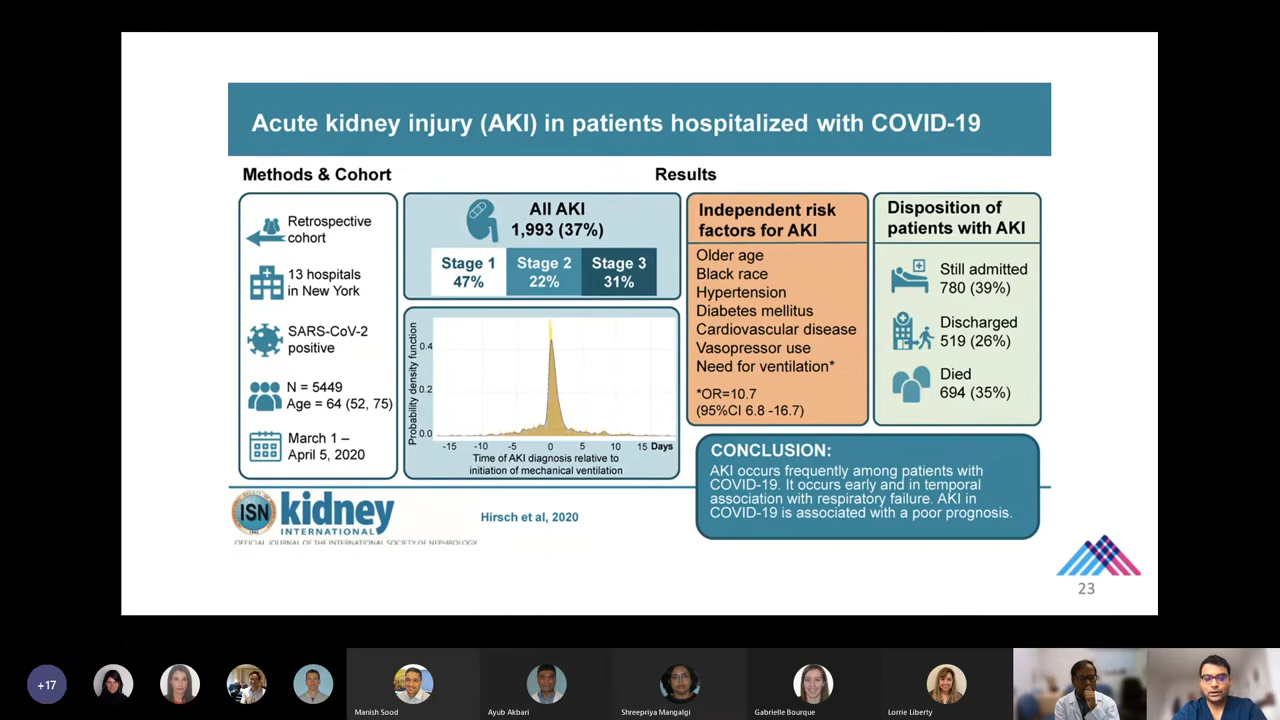 Acute kidney injury (AKI) in patients hospitalized with COVID-19
Methods & Cohort
Results
Retrospective
cohort
13 hospitals
in New York
SARS-CoV-2
positive
N = 5449
Age = 64 (52, 75)
March 1 –
April 5, 2020
All AKI
1,993 (37%)
Stage 1
47%
Stage 2
22%
Stage 3
31%
Probability density function
0.4
0.2
0.0
-15 -10 -5 0 5 10 15 Days
Time of AKI diagnosis relative to
initiation of mechanical ventilation
Independent risk
factors for AKI
Older age
Black race
Hypertension
Diabetes mellitus
Cardiovascular disease
Vasopressor use
Need for ventilation*
*OR=10.7
(95%CI 6.8 -16.7)
Disposition of
patients with AKI
Still admitted
780 (39%)
Discharged
519 (26%)
Died
694 (35%)
CONCLUSION:
AKI occurs frequently among patients with
COVID-19. It occurs early and in temporal
association with respiratory failure. AKI in
COVID-19 is associated with a poor prognosis.
ISN
kidney
INTERNATIONAL
OFFICIAL JOURNAL OF THE INTERNATIONAL SOCIETY OF NEPHROLOGY
Hirsch et al, 2020
23
+17
Manish Sood
Ayub Akbari
Shreepriya Mangalgi
Gabrielle Bourque
Lorrie Liberty